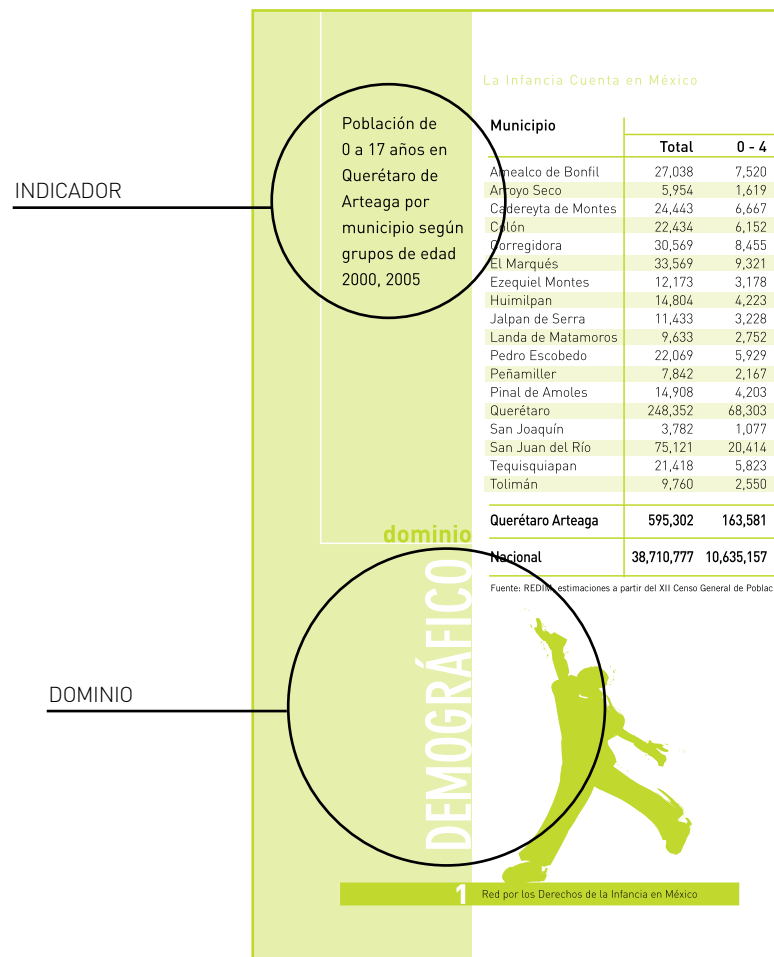 La Infancia Cuenta en México
Población de
0 a 17 años en
Querétaro de
Arteaga por
municipio según
grupos de edad
2000, 2005
INDICADOR
Municipio
Total 0 - 4
Amealco de Bonfil 27,038 7,520
Arroyo Seco 5,954 1,619
Cadereyta de Montes 24,443 6,667
Colón 22,434 6,152
Corregidora 30,569 8,455
El Marqués 33,569 9,321
Ezequiel Montes 12,173 3,178
Huimilpan 14,804 4,223
Jalpan de Serra 11,433 3,228
Landa de Matamoros 9,633 2,752
Pedro Escobedo 22,069 5,929
Peñamiller 7,842 2,167
Pinal de Amoles 14,908 4,203
Querétaro 248,352 68,303
San Joaquín 3,782 1,077
San Juan del Río 75,121 20,414
Tequisquiapan 21,418 5,823
Tolimán 9,760 2,550
Querétaro Arteaga 595,302 163,581
Nacional 38,710,777 10,635,157
Fuente: REDIM, estimaciones a partir del XII Censo General de Poblac
dominio
DEMOGRÁFICO
DOMINIO
1 Red por los Derechos de la Infancia en México